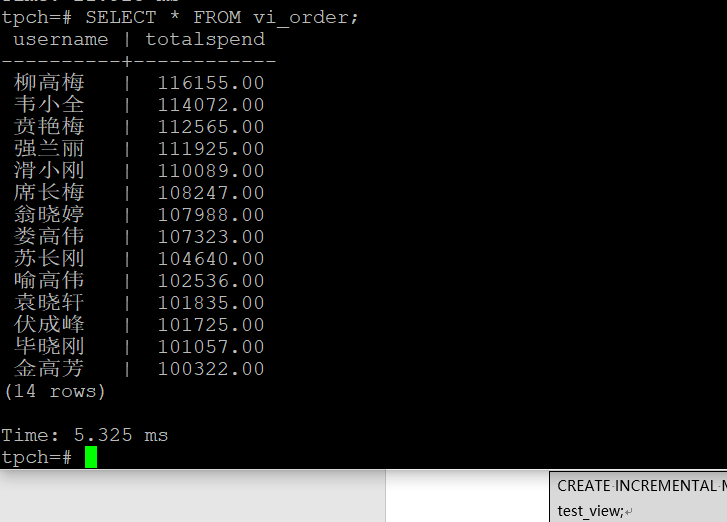 tpch=# SELECT * FROM vi_order;
username | totalspend
----------+------------
柳高梅 | 116155.00
韦小全 | 114072.00
贲艳梅 | 112565.00
强兰丽 | 111925.00
滑小刚 | 110089.00
席长梅 | 108247.00
翁晓婷 | 107988.00
娄高伟 | 107323.00
苏长刚 | 104640.00
喻高伟 | 102536.00
袁晓轩 | 101835.00
伏成峰 | 101725.00
毕晓刚 | 101057.00
金高芳 | 100322.00
(14 rows)
Time: 5.325 ms
tpch=#
CREATE INCREMENTAL
test_view;